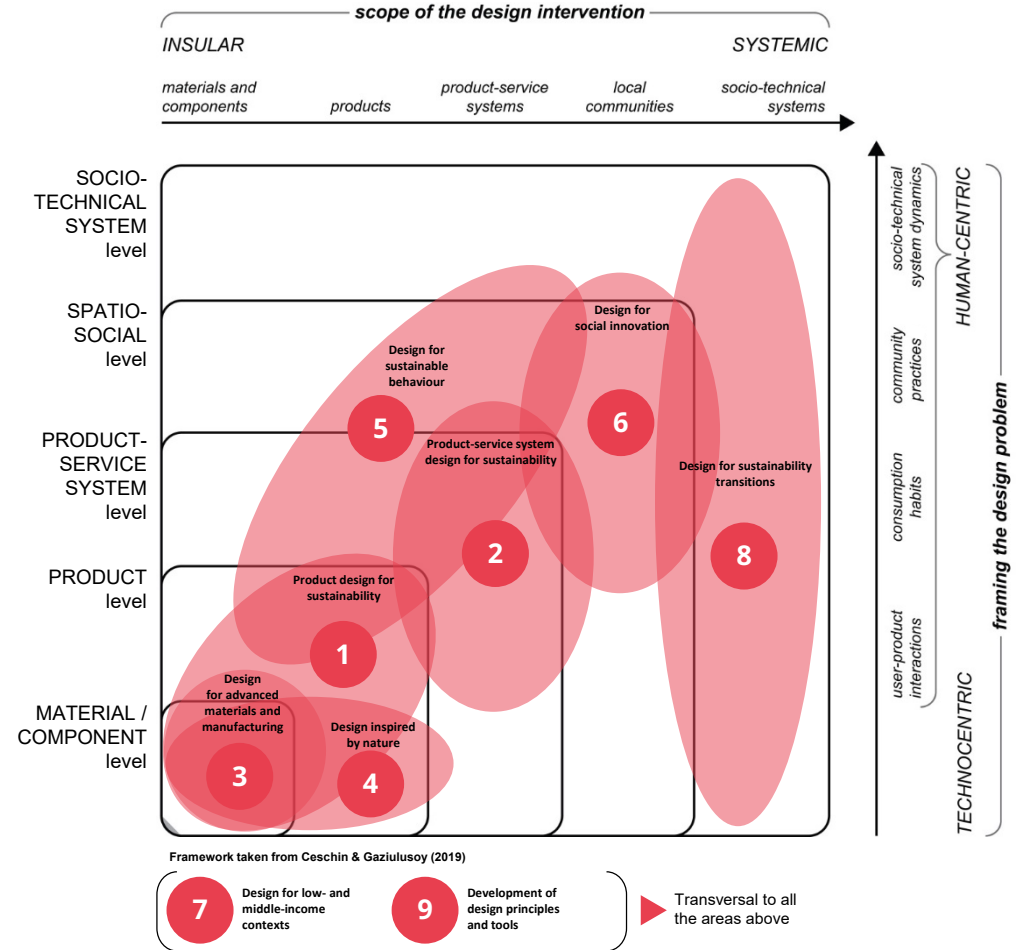 scope of the design intervention
INSULAR
SYSTEMIC
materials and
components
products
product-service
systems
local
communities
socio-technical
systems
SOCIO-
TECHNICAL
SYSTEM
level
SPATIO-
SOCIAL
level
PRODUCT-
SERVICE
SYSTEM
level
PRODUCT
level
MATERIAL /
COMPONENT
level
Design for
social innovation
6
Design for
sustainable
behaviour
5
Product-service system
design for sustainability
2
Design for sustainability
transitions
8
Product design for
sustainability
1
Design
for advanced
materials and
manufacturing
3
Design inspired
by nature
4
socio-technical
system dynamics
community
practices
consumption
habits
user-product
interactions
HUMAN-CENTRIC
TECHNOCENTRIC
framing the design problem
Framework taken from Ceschin & Gaziulusoy (2019)
7
Design for low- and
middle-income
contexts
9
Development of
design principles
and tools
Transversal to all
the areas above